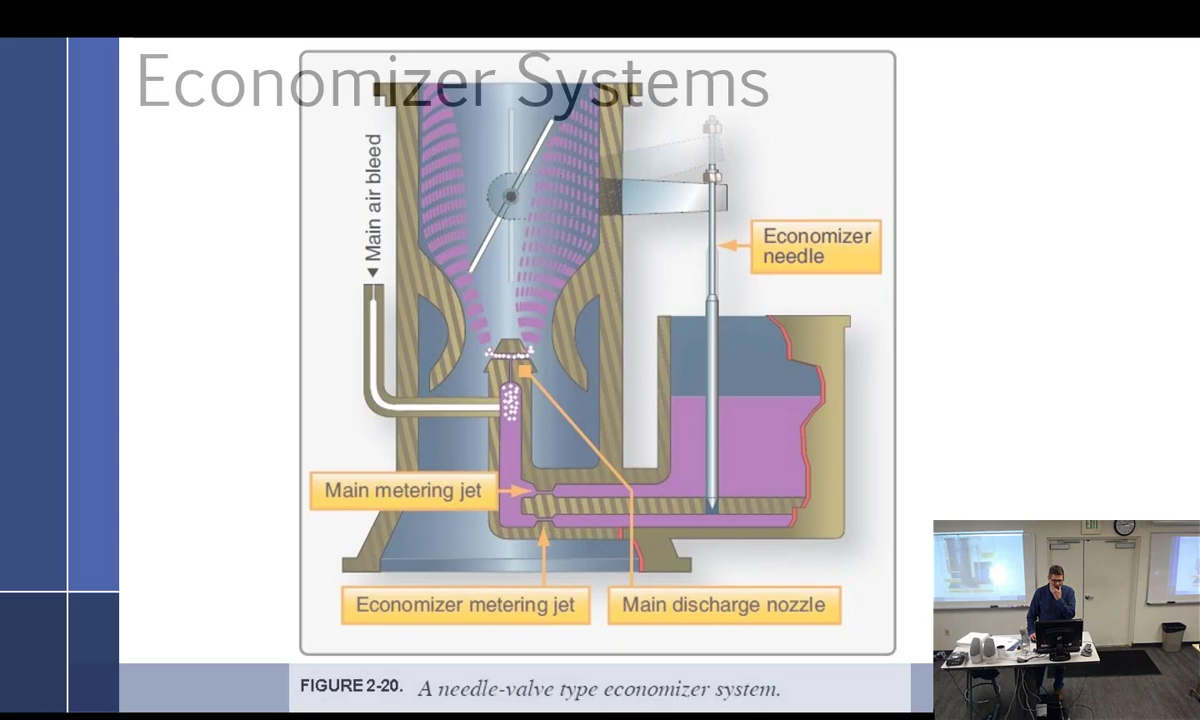 Economizer Systems
Main air bleed
Economizer
needle
Main metering jet
Economizer metering jet
Main discharge nozzle
FIGURE 2-20. A needle-valve type economizer system.
EXIT